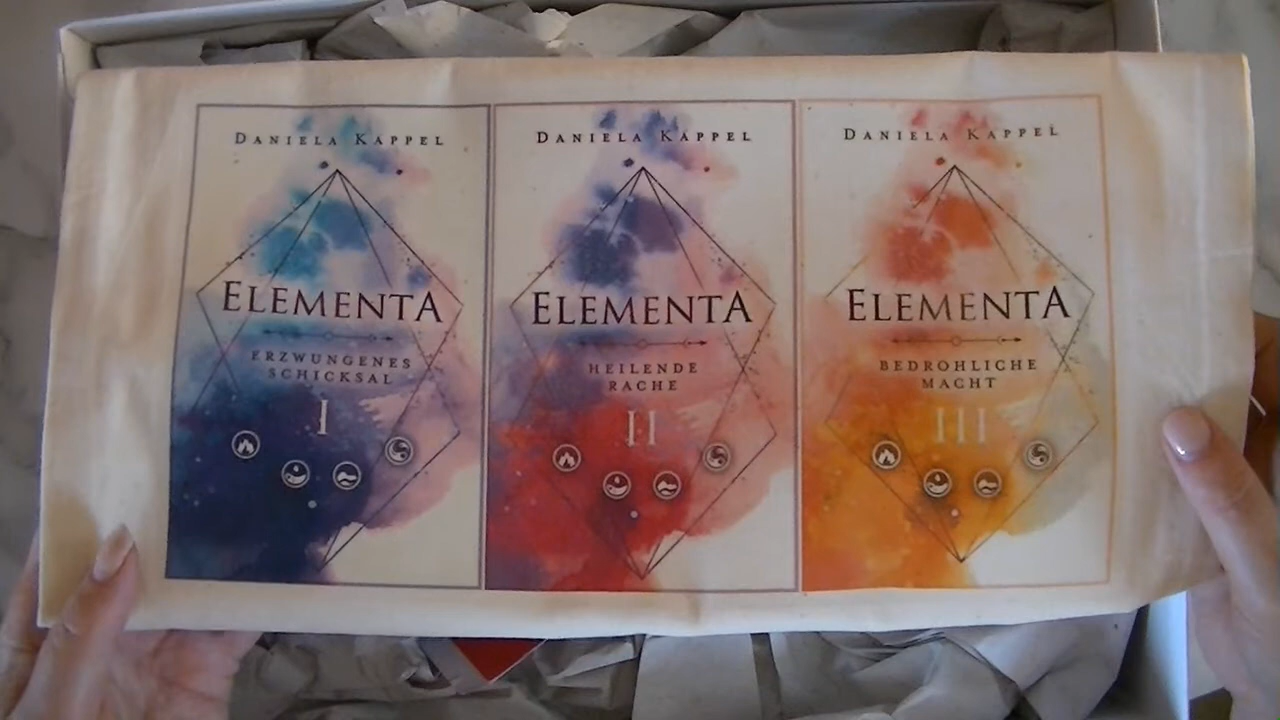 DANIELA KAPPEL
ELEMENTA
ERZWUNGENES
SCHICKSAL
I
DANIELA KAPPEL
ELEMENTA
HEILENDE
RACHE
II
DANIELA KAPPEL
ELEMENTA
BEDROHLICHE
MACHT
III